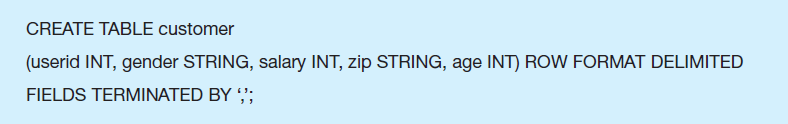 CREATE TABLE customer
(userid INT, gender STRING, salary INT, zip STRING, age INT) ROW FORMAT DELIMITED
FIELDS TERMINATED BY ‘,’;